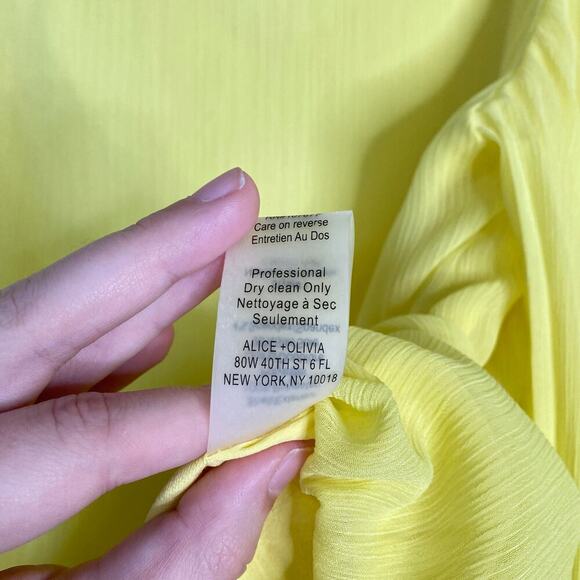 Care on reverse
Entretien Au Dos
Professional
Dry clean Only
Nettoyage à Sec
Seulement
ALICE +OLIVIA
80W 40TH ST 6 FL
NEW YORK,NY 10018